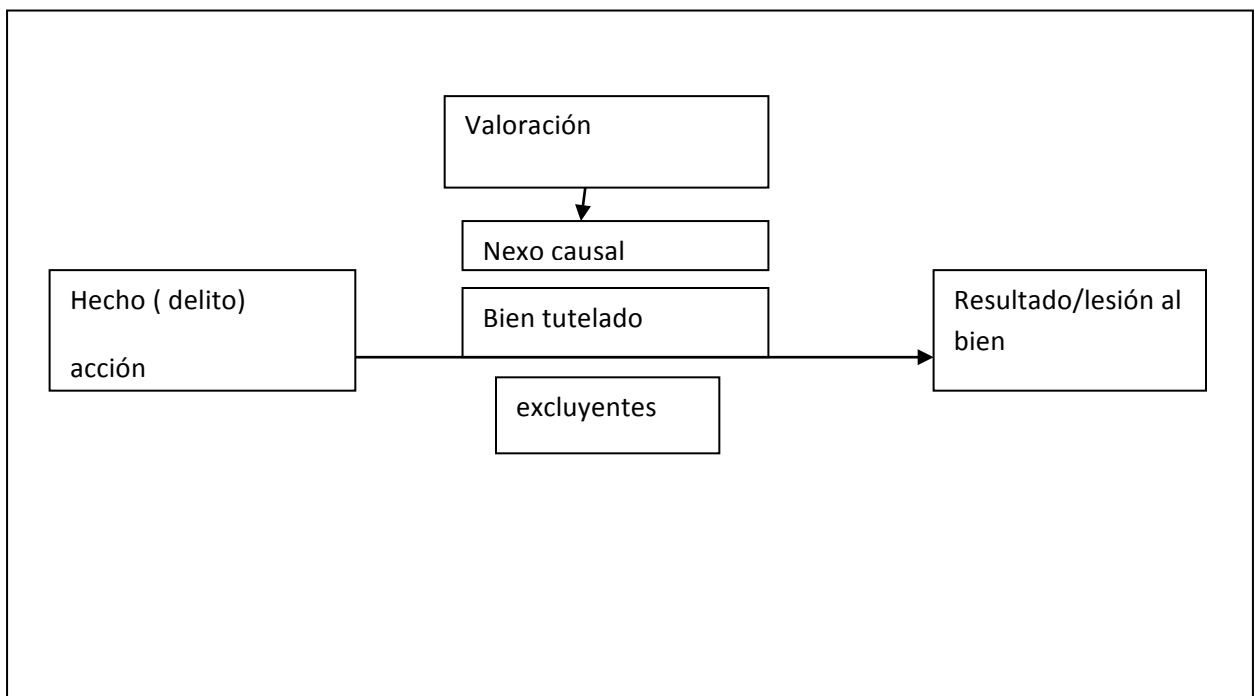 Valoración
Nexo causal
Hecho ( delito)
acción
Bien tutelado
Resultado/lesión al
bien
excluyentes